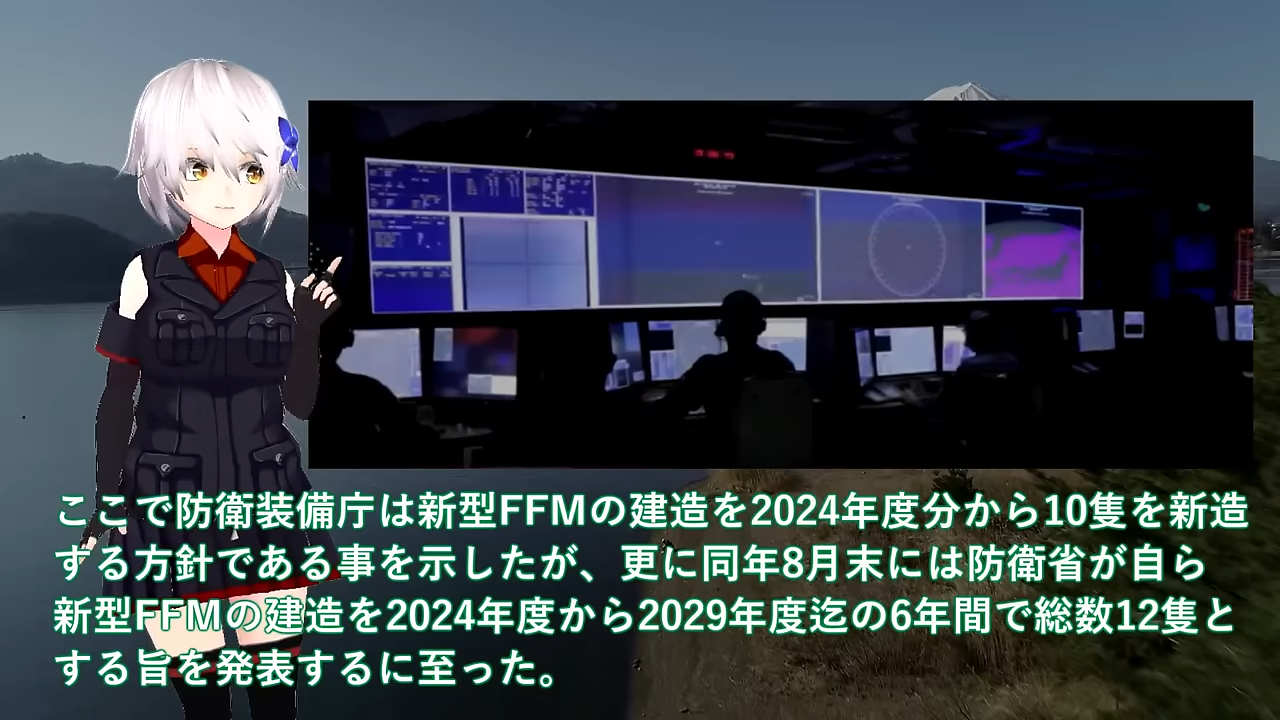 ここで防衛装備庁は新型FFMの建造を2024年度分から10隻を新造
する方針である事を示したが、更に同年8月末には防衛省が自ら
新型FFMの建造を2024年度から2029年度迄の6年間で総数12隻と
する旨を発表するに至った。